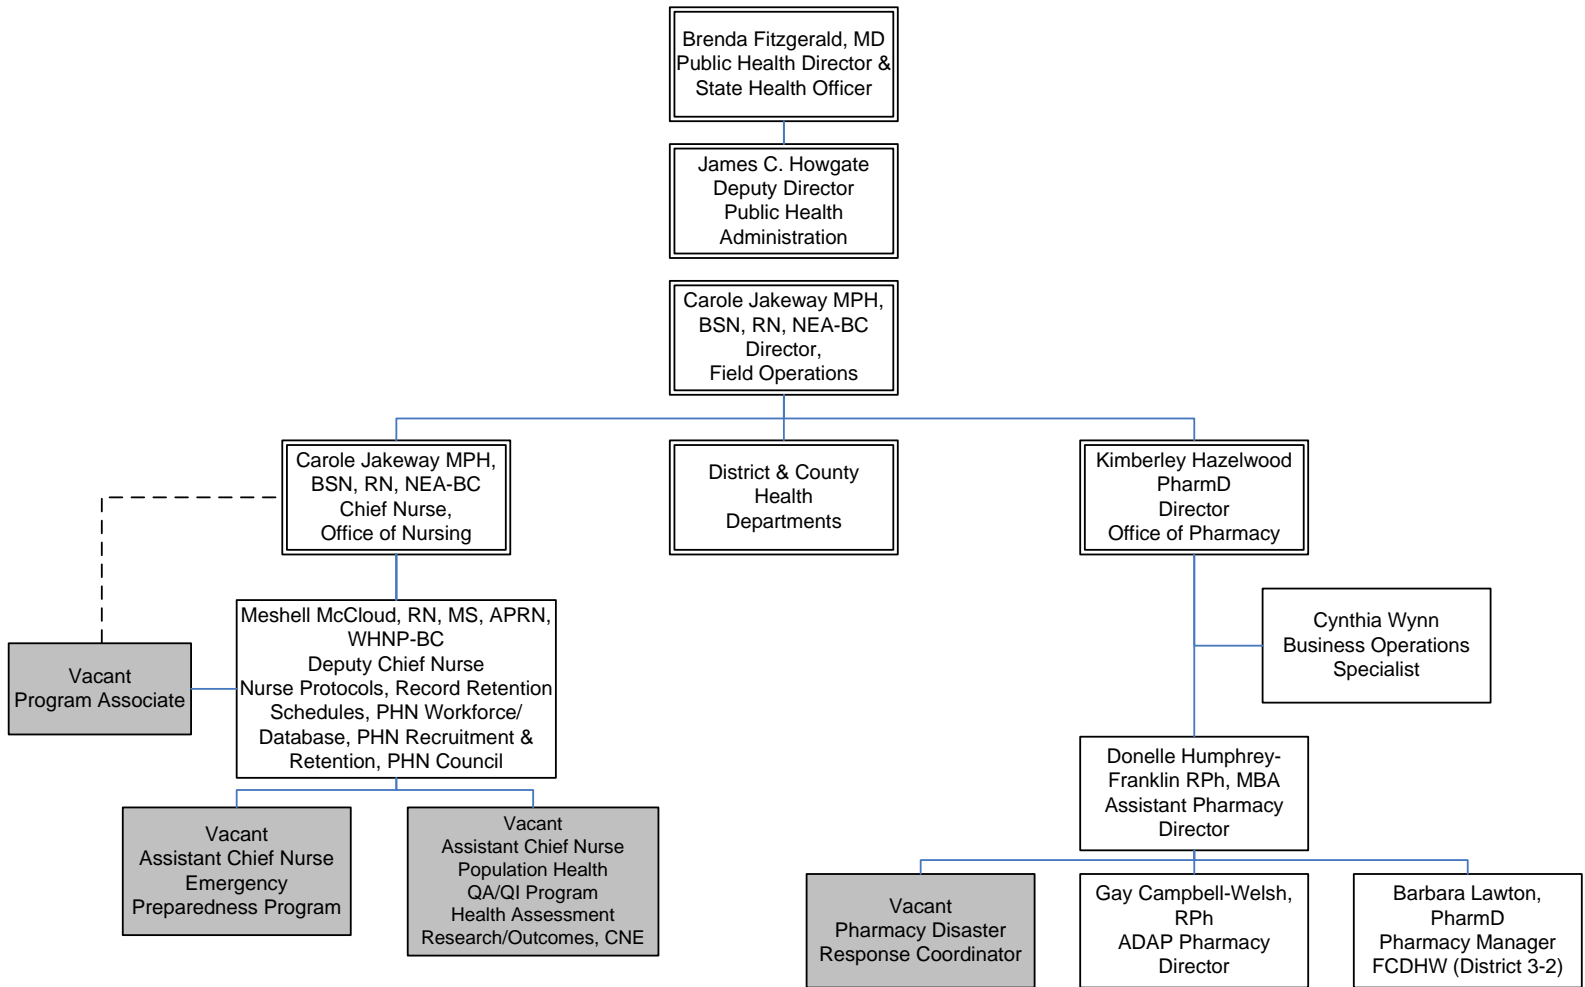 Brenda Fitzgerald, MD
Public Health Director &
State Health Officer
James C. Howgate
Deputy Director
Public Health
Administration
Carole Jakeway MPH,
BSN, RN, NEA-BC
Director,
Field Operations
Carole Jakeway MPH,
BSN, RN, NEA-BC
Chief Nurse,
Office of Nursing
District & County
Health
Departments
Kimberley Hazelwood
PharmD
Director
Office of Pharmacy
Vacant
Program Associate
Meshell McCloud, RN, MS, APRN,
WHNP-BC
Deputy Chief Nurse
Nurse Protocols, Record Retention
Schedules, PHN Workforce/
Database, PHN Recruitment &
Retention, PHN Council
Cynthia Wynn
Business Operations
Specialist
Donelle Humphrey-
Franklin RPh, MBA
Assistant Pharmacy
Director
Vacant
Assistant Chief Nurse
Emergency
Preparedness Program
Vacant
Assistant Chief Nurse
Population Health
QA/QI Program
Health Assessment
Research/Outcomes, CNE
Vacant
Pharmacy Disaster
Response Coordinator
Gay Campbell-Welsh,
RPh
ADAP Pharmacy
Director
Barbara Lawton,
PharmD
Pharmacy Manager
FCDHW (District 3-2)